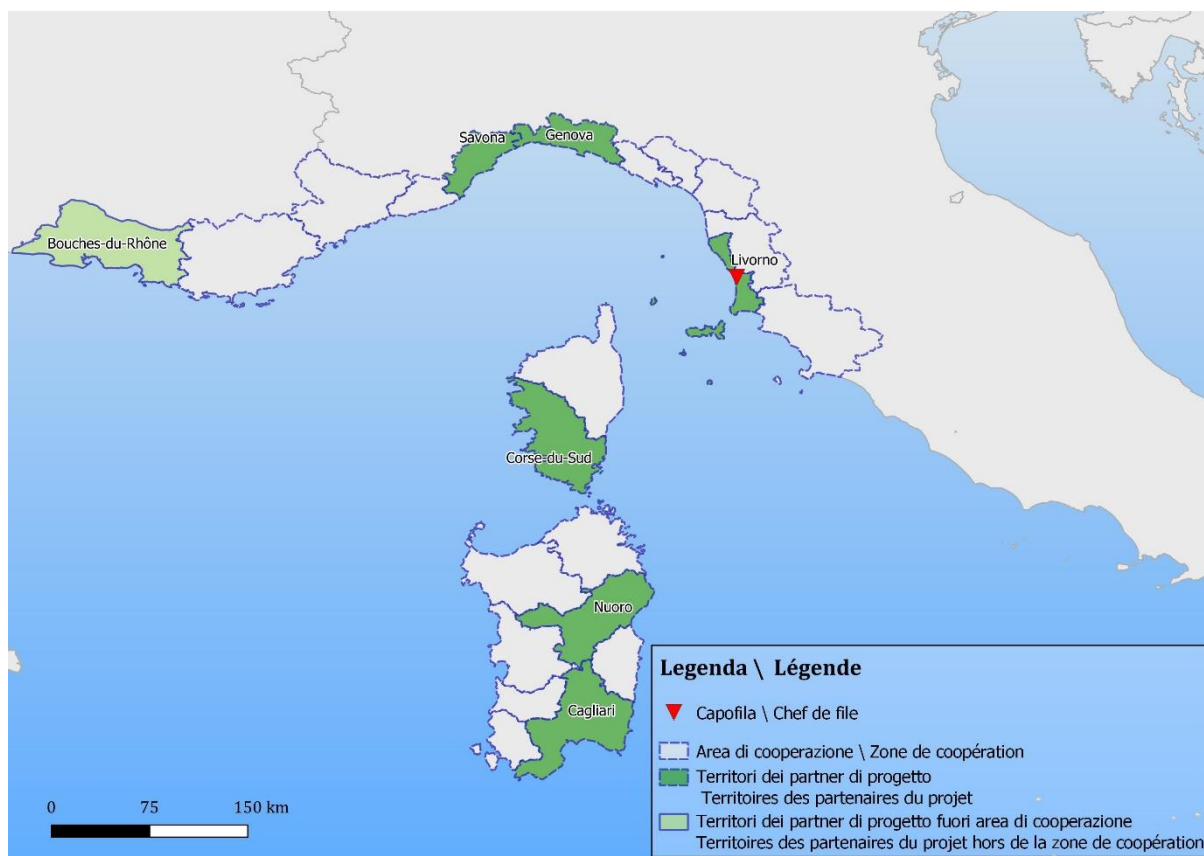 Savona
Genova
Bouches-du-Rhône
Livorno
Corse-du-Sud
Nuoro
Cagliari
Legenda \ Légende
Capofila \ Chef de file
Area di cooperazione \ Zone de coopération
Territori dei partner di progetto
Territoires des partenaires du projet
Territori dei partner di progetto fuori area di cooperazione
Territoires des partenaires du projet hors de la zone de coopération
0 75 150 km